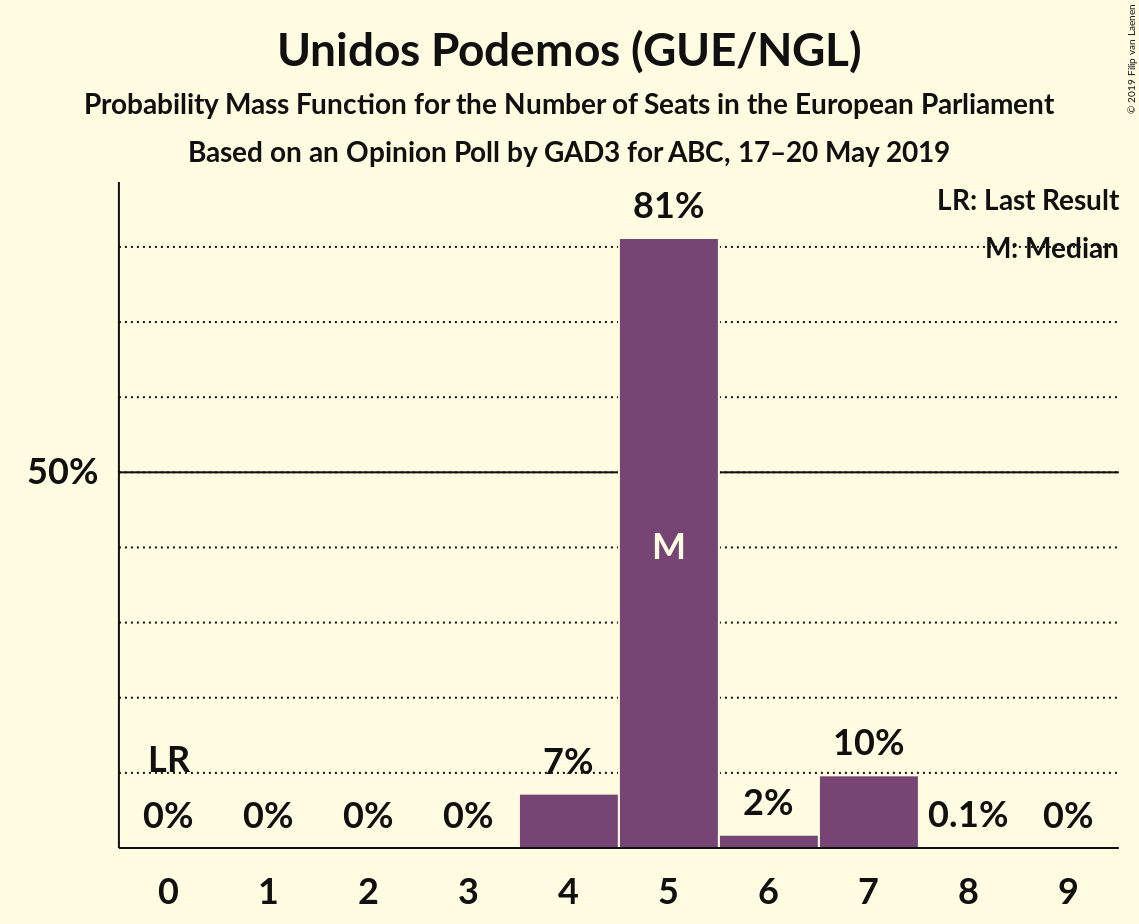 Unidos Podemos (GUE/NGL)
Probability Mass Function for the Number of Seats in the European Parliament
Based on an Opinion Poll by GAD3 for ABC, 17–20 May 2019
© 2019 Filip van Laenen
LR: Last Result
M: Median
81%
50%
M
LR
7%
10%
0% 0% 0% 0% 2% 0.1% 0%
0 1 2 3 4 5 6 7 8 9